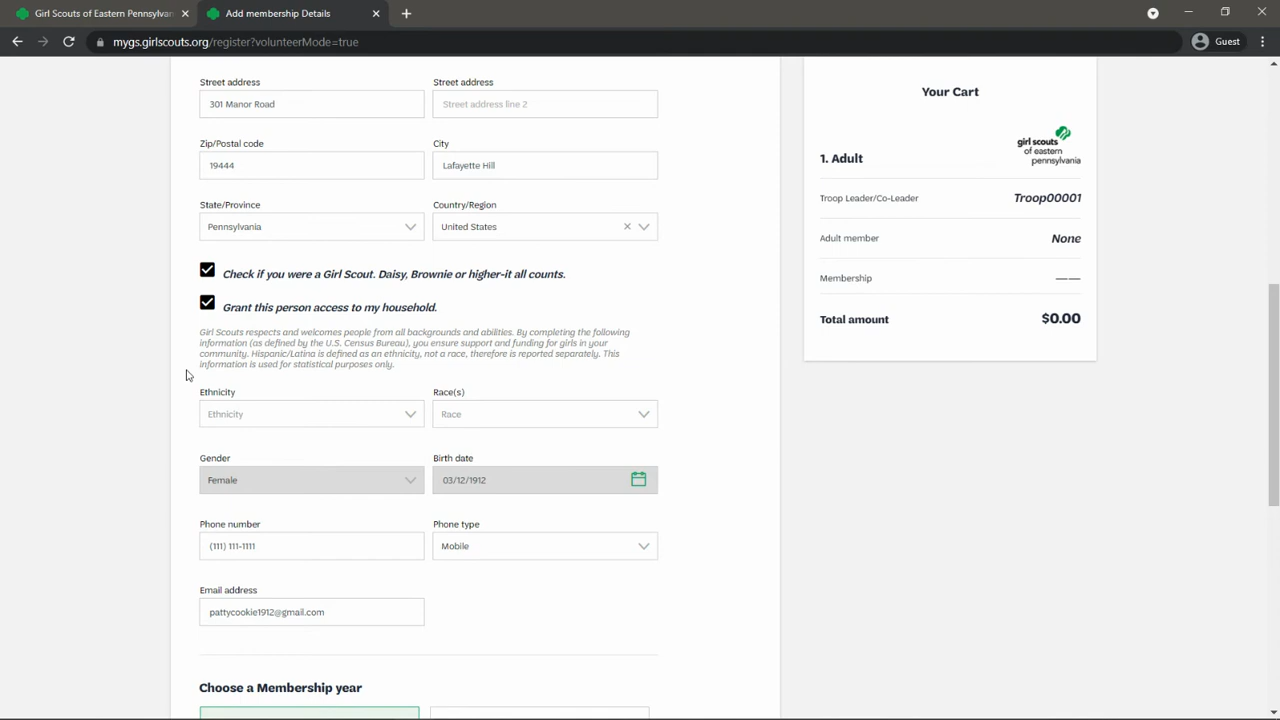 Girl Scouts of Eastern Pennsylvan
Add membership Details
mygs.girlscouts.org/register?volunteerMode=true
Guest
Street address
Street address
301 Manor Road
Street address line 2
Zip/Postal code
City
19444
Lafayette Hill
State/Province
Country/Region
Pennsylvania
United States
Check if you were a Girl Scout. Daisy, Brownie or higher-it all counts.
Grant this person access to my household.
Girl Scouts respects and welcomes people from all backgrounds and abilities. By completing the following
information (as defined by the U.S. Census Bureau), you ensure support and funding for girls in your
community. Hispanic/Latina is defined as an ethnicity, not a race, therefore is reported separately. This
information is used for statistical purposes only.
Ethnicity
Race(s)
Ethnicity
Race
Gender
Birth date
Female
03/12/1912
Phone number
Phone type
(111) 111-1111
Mobile
Email address
pattycookie1912@gmail.com
Choose a Membership year
Your Cart
1. Adult
girl scouts
of eastern
pennsylvania
Troop Leader/Co-Leader
Troop00001
Adult member
None
Membership
——
Total amount
$0.00